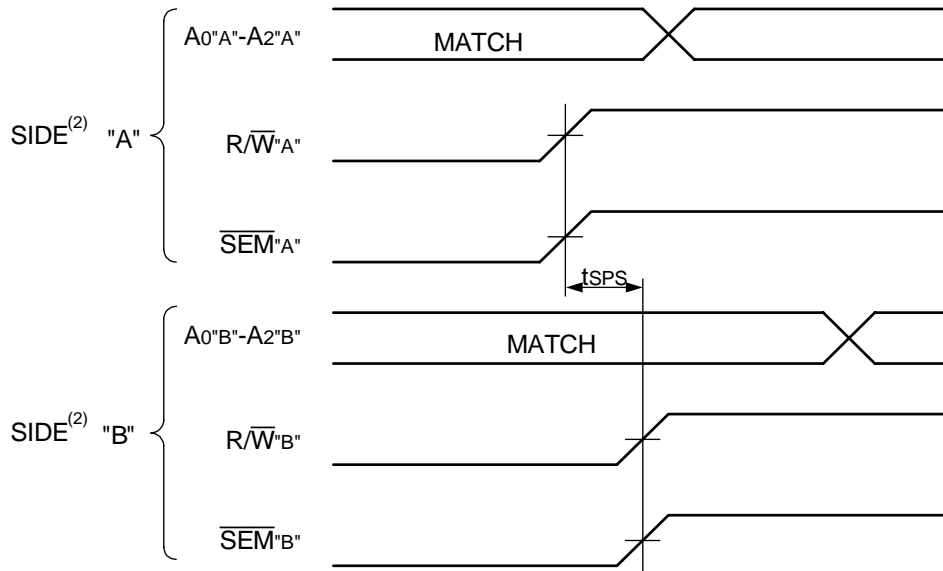 A0"A"-A2"A"
MATCH
SIDE(2) "A"
R/W"A"
SEM"A"
tSPS
A0"B"-A2"B"
MATCH
SIDE(2) "B"
R/W"B"
SEM"B"